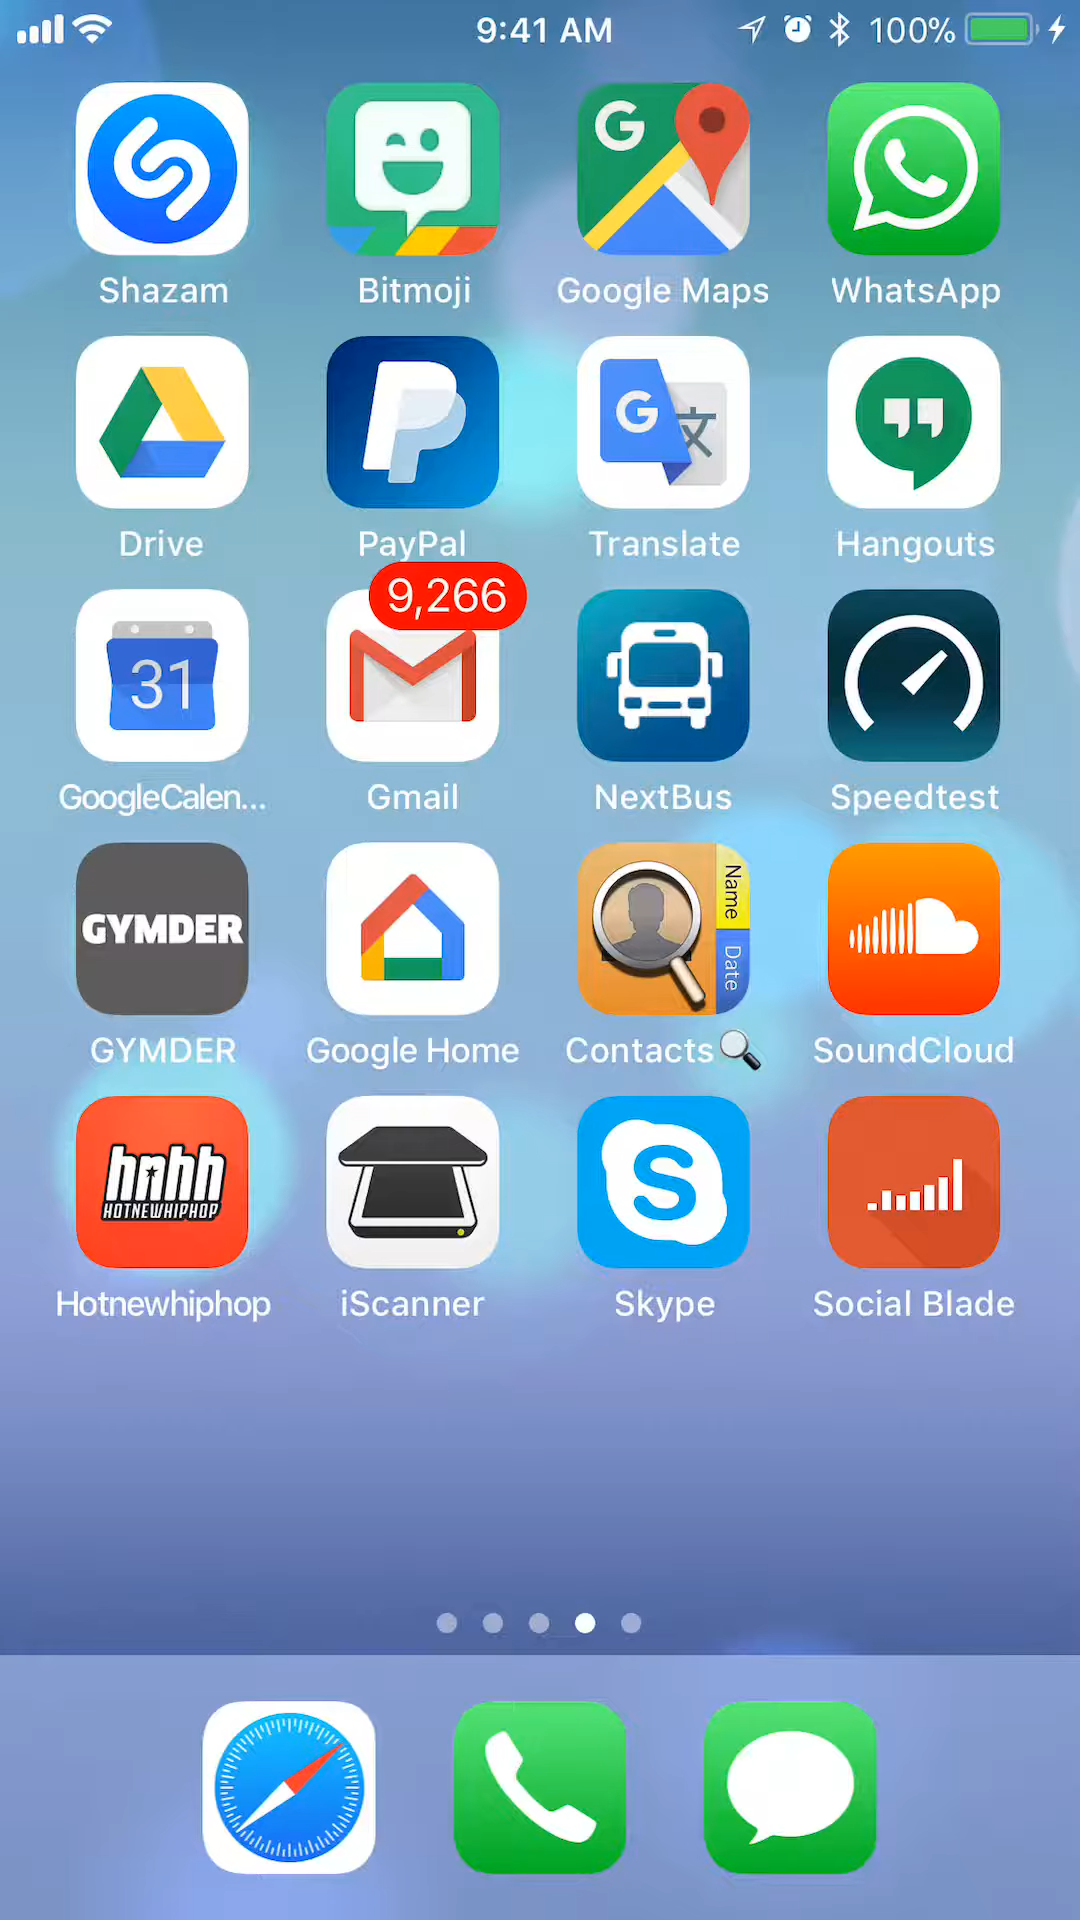 9:41 AM 100%
G
Shazam Bitmoji Google Maps WhatsApp
P G 文
Drive PayPal Translate Hangouts
9,266
31
GoogleCalen... Gmail NextBus Speedtest
GYMDER Name Date
GYMDER Google Home Contacts🔍 SoundCloud
hnhh
HOTNEWHIPHOP S
Hotnewhiphop iScanner Skype Social Blade